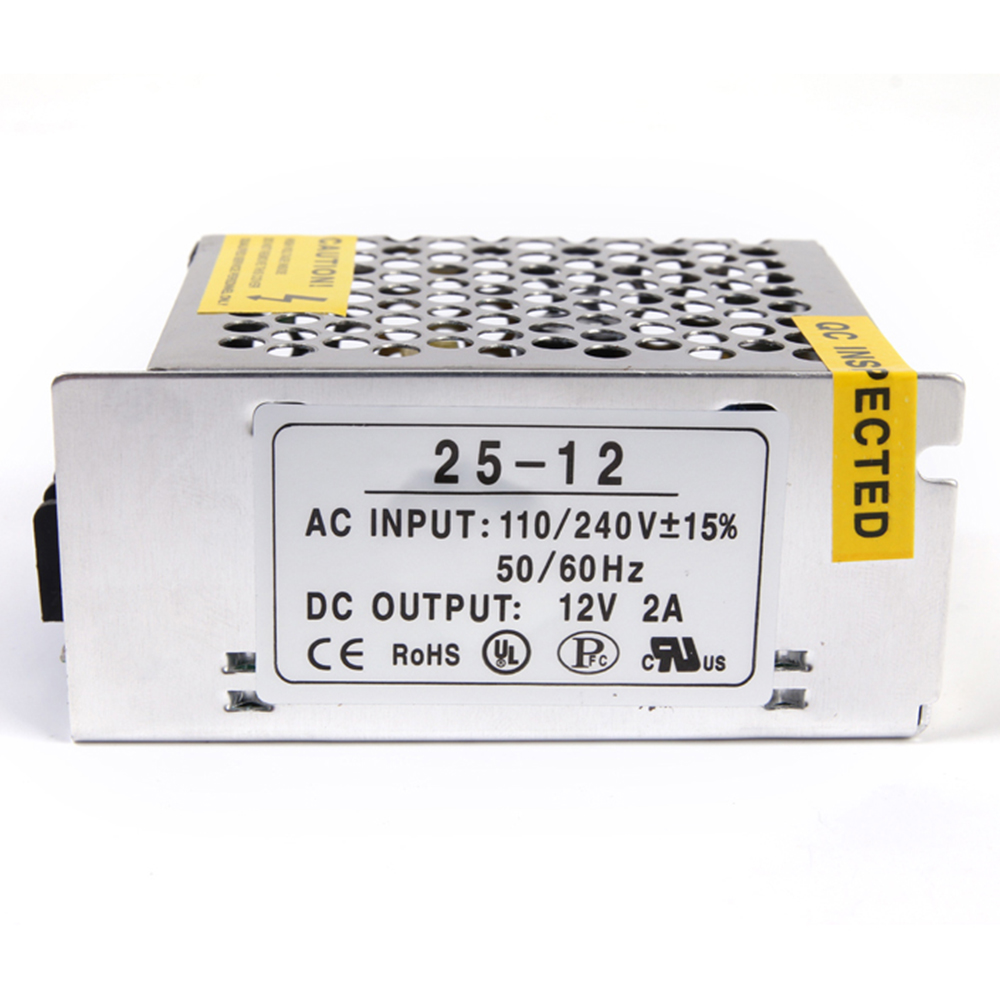 CAUTION!
QC INSPECTED
25-12
AC INPUT: 110/240V±15%
50/60Hz
DC OUTPUT: 12V 2A
CE RoHS UL PFC c RU US